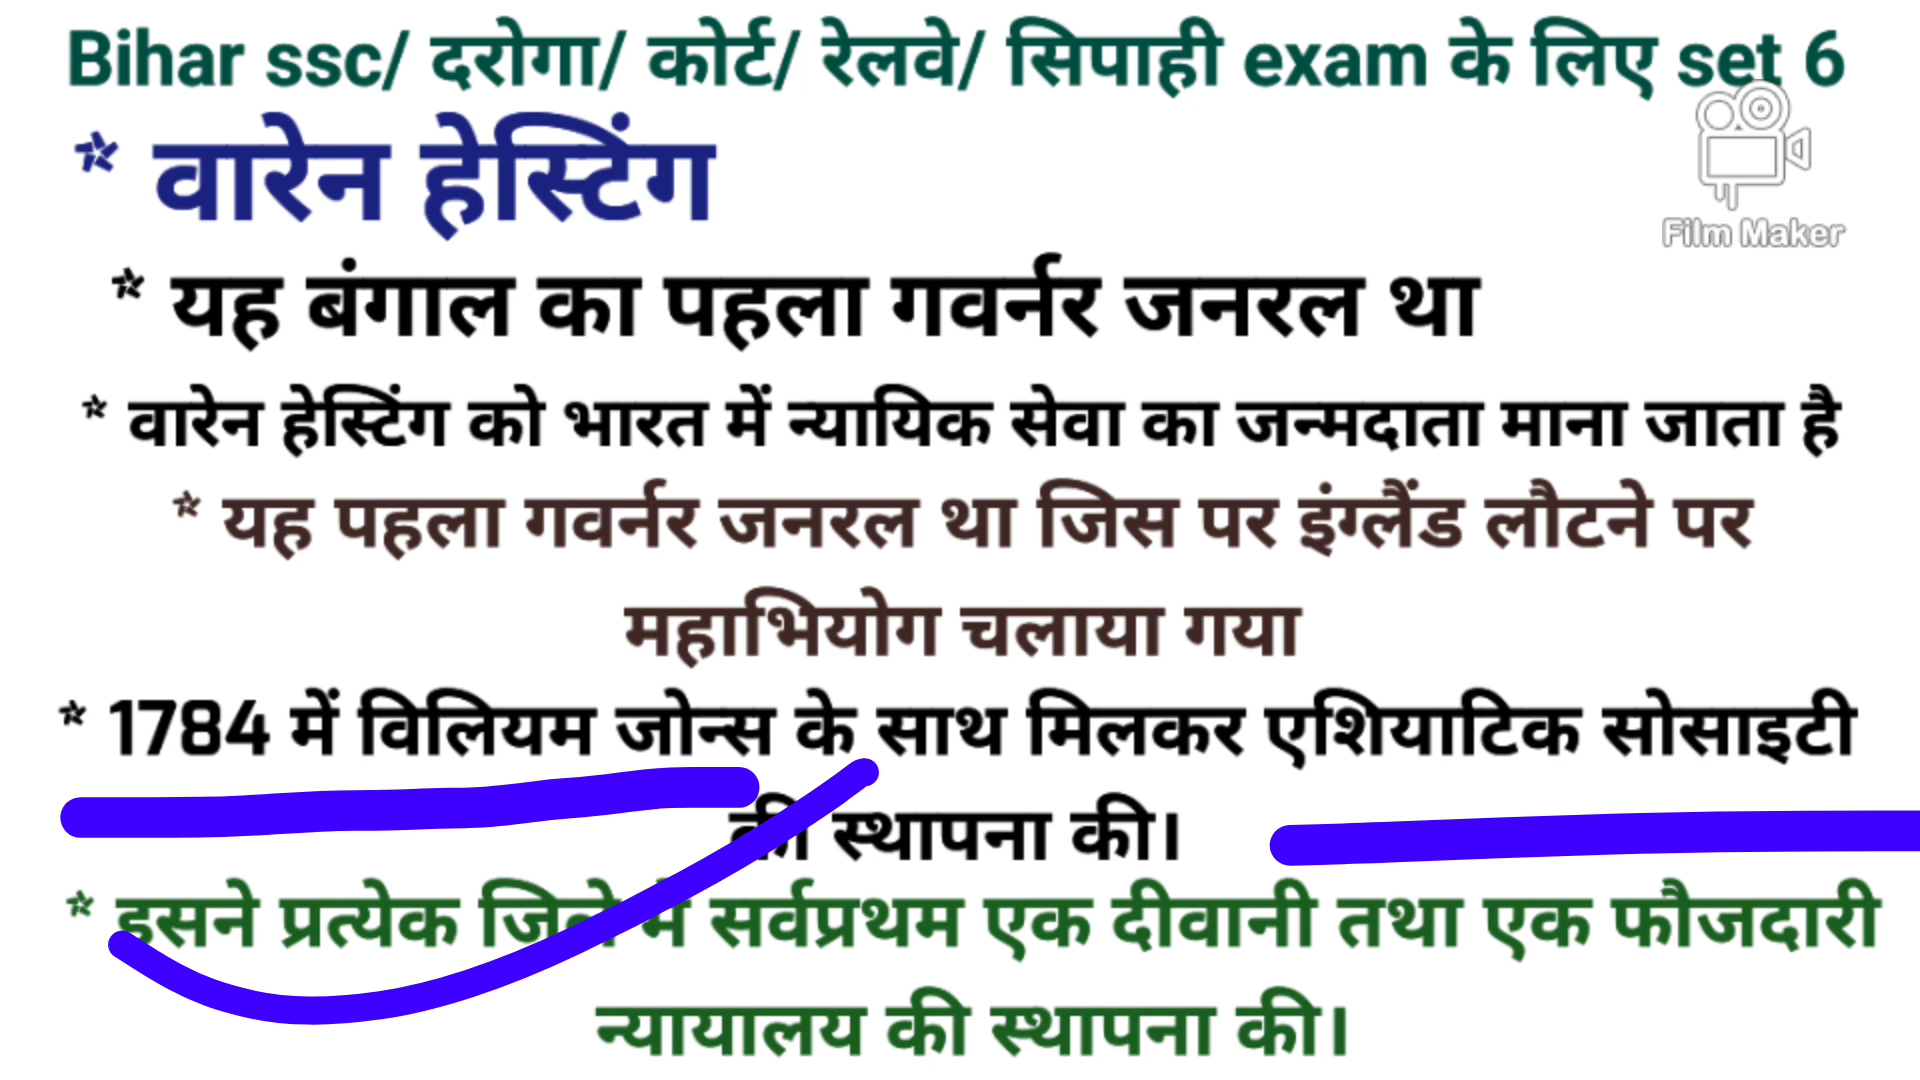 Bihar ssc/ दरोगा/ कोर्ट/ रेलवे/ सिपाही exam के लिए set 6
* वारेन हेस्टिंग
Film Maker
* यह बंगाल का पहला गवर्नर जनरल था
* वारेन हेस्टिंग को भारत में न्यायिक सेवा का जन्मदाता माना जाता है
* यह पहला गवर्नर जनरल था जिस पर इंग्लैंड लौटने पर
महाभियोग चलाया गया
* 1784 में विलियम जोन्स के साथ मिलकर एशियाटिक सोसाइटी
की स्थापना की।
* इसने प्रत्येक जिले में सर्वप्रथम एक दीवानी तथा एक फौजदारी
न्यायालय की स्थापना की।